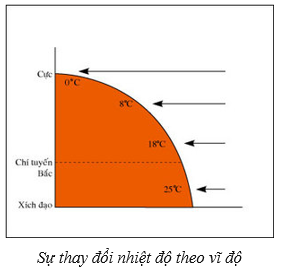 Cực
0°C
8°C
18°C
Chí tuyến
Bắc
25°C
Xích đạo
Sự thay đổi nhiệt độ theo vĩ độ